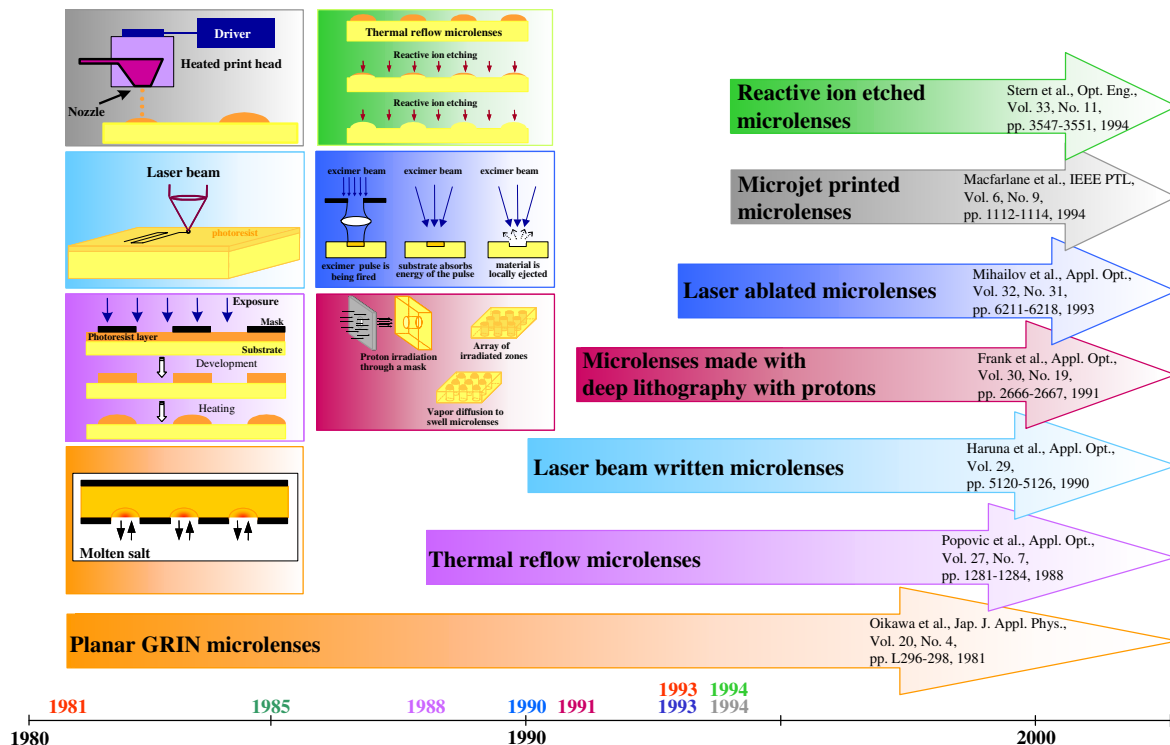 Driver
Heated print head
Nozzle
Thermal reflow microlenses
Reactive ion etching
Reactive ion etching
Laser beam
photoresist
excimer beam
excimer beam
excimer beam
excimer pulse is
being fired
substrate absorbs
energy of the pulse
material is
locally ejected
Exposure
Mask
Photoresist layer
Substrate
Development
Heating
Proton irradiation
through a mask
Array of
irradiated zones
Vapor diffusion to
swell microlenses
Molten salt
Reactive ion etched
microlenses
Stern et al., Opt. Eng.,
Vol. 33, No. 11,
pp. 3547-3551, 1994
Microjet printed
microlenses
Macfarlane et al., IEEE PTL,
Vol. 6, No. 9,
pp. 1112-1114, 1994
Laser ablated microlenses
Mihailov et al., Appl. Opt.,
Vol. 32, No. 31,
pp. 6211-6218, 1993
Microlenses made with
deep lithography with protons
Frank et al., Appl. Opt.,
Vol. 30, No. 19,
pp. 2666-2667, 1991
Laser beam written microlenses
Haruna et al., Appl. Opt.,
Vol. 29,
pp. 5120-5126, 1990
Thermal reflow microlenses
Popovic et al., Appl. Opt.,
Vol. 27, No. 7,
pp. 1281-1284, 1988
Planar GRIN microlenses
Oikawa et al., Jap. J. Appl. Phys.,
Vol. 20, No. 4,
pp. L296-298, 1981
1993 1994
1981 1985 1988 1990 1991 1993 1994
1980 1990 2000